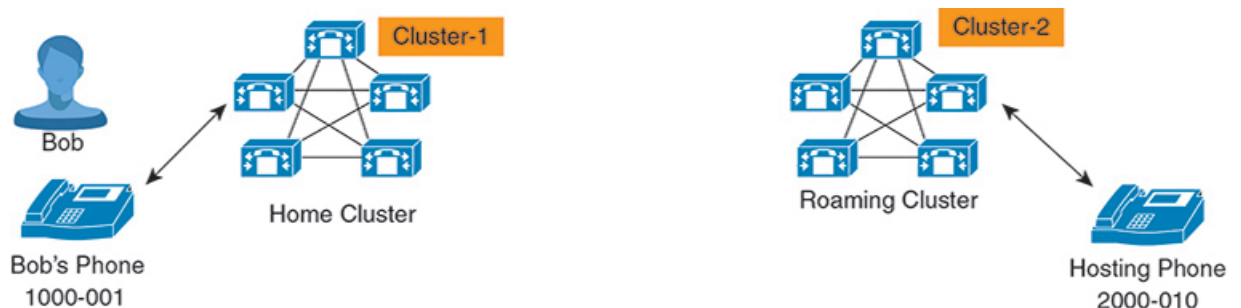 Cluster-1
Bob
Home Cluster
Bob's Phone
1000-001
Cluster-2
Roaming Cluster
Hosting Phone
2000-010